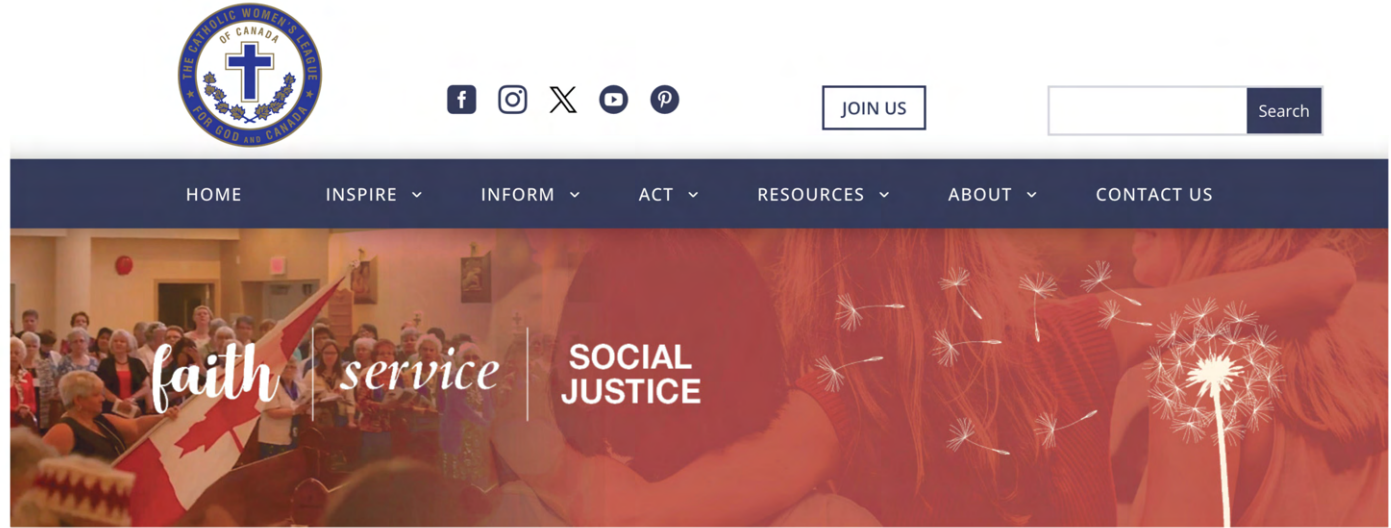 THE CATHOLIC WOMEN'S LEAGUE
OF CANADA
FOR GOD AND CANADA
JOIN US
Search
HOME
INSPIRE
INFORM
ACT
RESOURCES
ABOUT
CONTACT US
faith
service
SOCIAL
JUSTICE